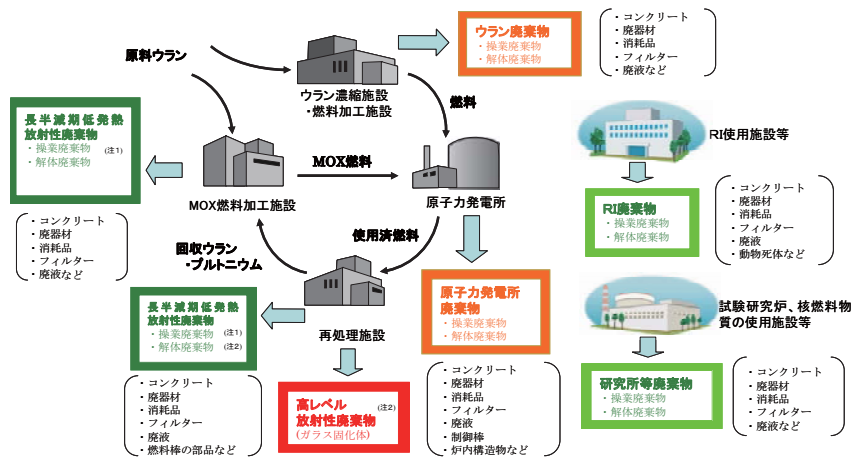 原料ウラン
ウラン濃縮施設
・燃料加工施設
ウラン廃棄物
・操業廃棄物
・解体廃棄物
・コンクリート
・廃器材
・消耗品
・フィルター
・廃液など
燃料
長半減期低発熱
放射性廃棄物
・操業廃棄物 (注1)
・解体廃棄物
・コンクリート
・廃器材
・消耗品
・フィルター
・廃液など
MOX燃料加工施設
MOX燃料
原子力発電所
使用済燃料
回収ウラン
・プルトニウム
再処理施設
長半減期低発熱
放射性廃棄物
・操業廃棄物 (注1)
・解体廃棄物 (注2)
・コンクリート
・廃器材
・消耗品
・フィルター
・廃液
・燃料棒の部品など
高レベル (注2)
放射性廃棄物
(ガラス固化体)
原子力発電所
廃棄物
・操業廃棄物
・解体廃棄物
・コンクリート
・廃器材
・消耗品
・フィルター
・廃液
・制御棒
・炉内構造物など
RI使用施設等
RI廃棄物
・操業廃棄物
・解体廃棄物
・コンクリート
・廃器材
・消耗品
・フィルター
・廃液
・動物死体など
試験研究炉、核燃料物
質の使用施設等
研究所等廃棄物
・操業廃棄物
・解体廃棄物
・コンクリート
・廃器材
・消耗品
・フィルター
・廃液など